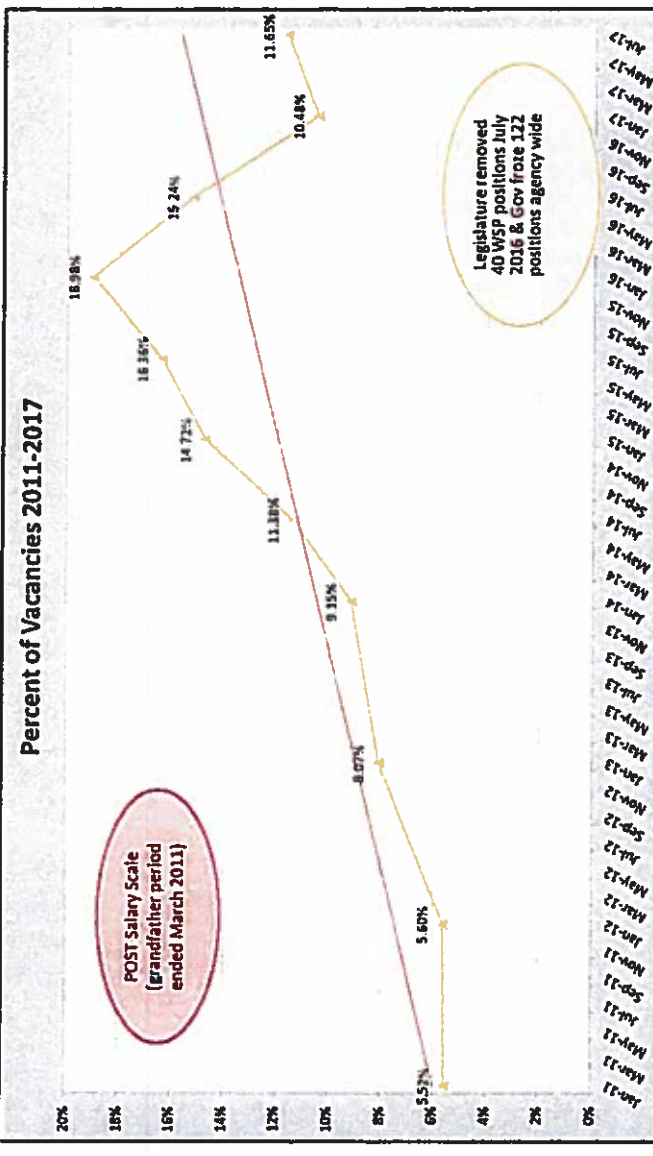 Percent of Vacancies 2011-2017
20%
18%
16%
14%
12%
10%
8%
6%
4%
2%
0%
POST Salary Scale
(grandfather period
ended March 2011)
5.52%
5.60%
8.07%
9.15%
11.38%
14.72%
16.36%
18.98%
15.24%
10.48%
11.65%
Legislature removed
40 WSP positions July
2016 & Gov froze 122
positions agency wide
Jan-11
Mar-11
May-11
Jul-11
Sep-11
Nov-11
Jan-12
Mar-12
May-12
Jul-12
Sep-12
Nov-12
Jan-13
Mar-13
May-13
Jul-13
Sep-13
Nov-13
Jan-14
Mar-14
May-14
Jul-14
Sep-14
Nov-14
Jan-15
Mar-15
May-15
Jul-15
Sep-15
Nov-15
Jan-16
Mar-16
May-16
Jul-16
Sep-16
Nov-16
Jan-17
Mar-17
May-17
Jul-17